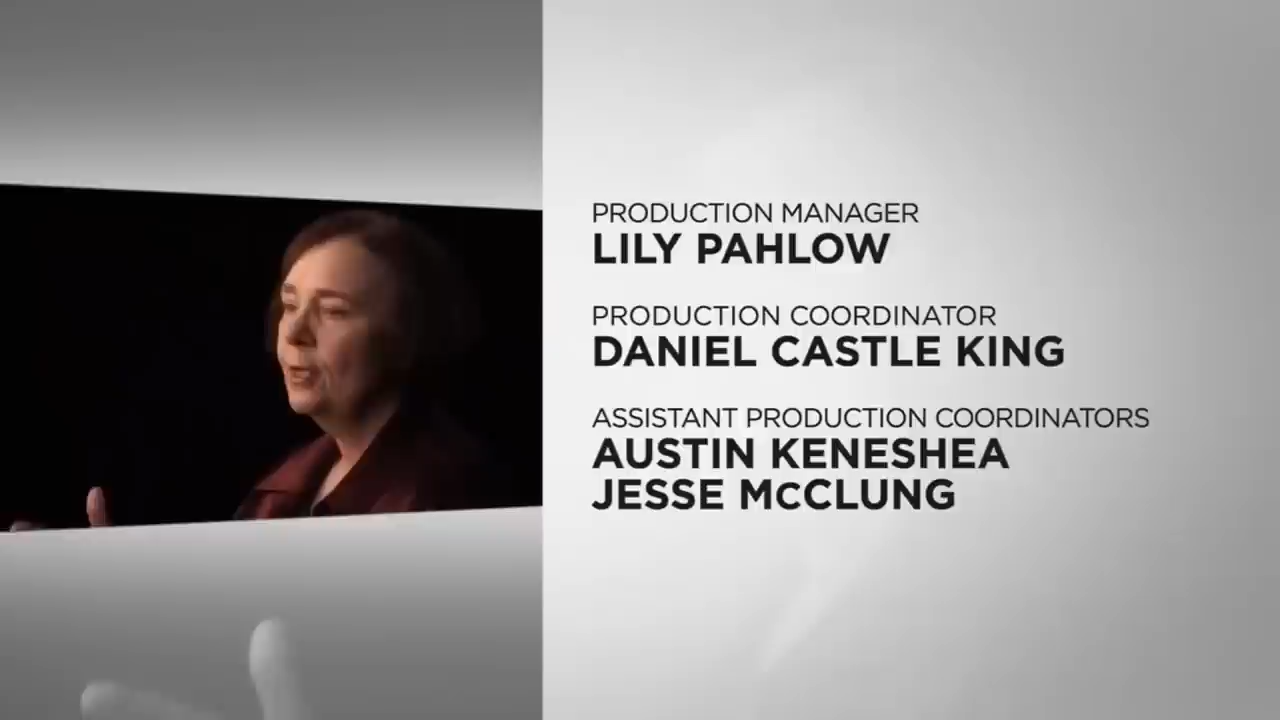 PRODUCTION MANAGER
LILY PAHLOW
PRODUCTION COORDINATOR
DANIEL CASTLE KING
ASSISTANT PRODUCTION COORDINATORS
AUSTIN KENESHEA
JESSE McCLUNG